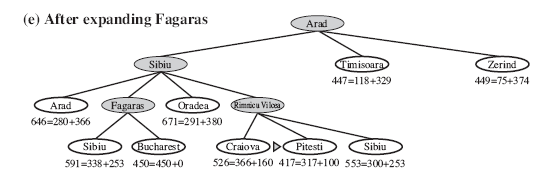 (e) After expanding Fagaras
Arad
Sibiu
Timisoara
Zerind
447=118+329
449=75+374
Arad
Fagaras
Oradea
Rimnicu Vilcea
646=280+366
671=291+380
Sibiu
Bucharest
Craiova
Pitesti
Sibiu
591=338+253
450=450+0
526=366+160
417=317+100
553=300+253